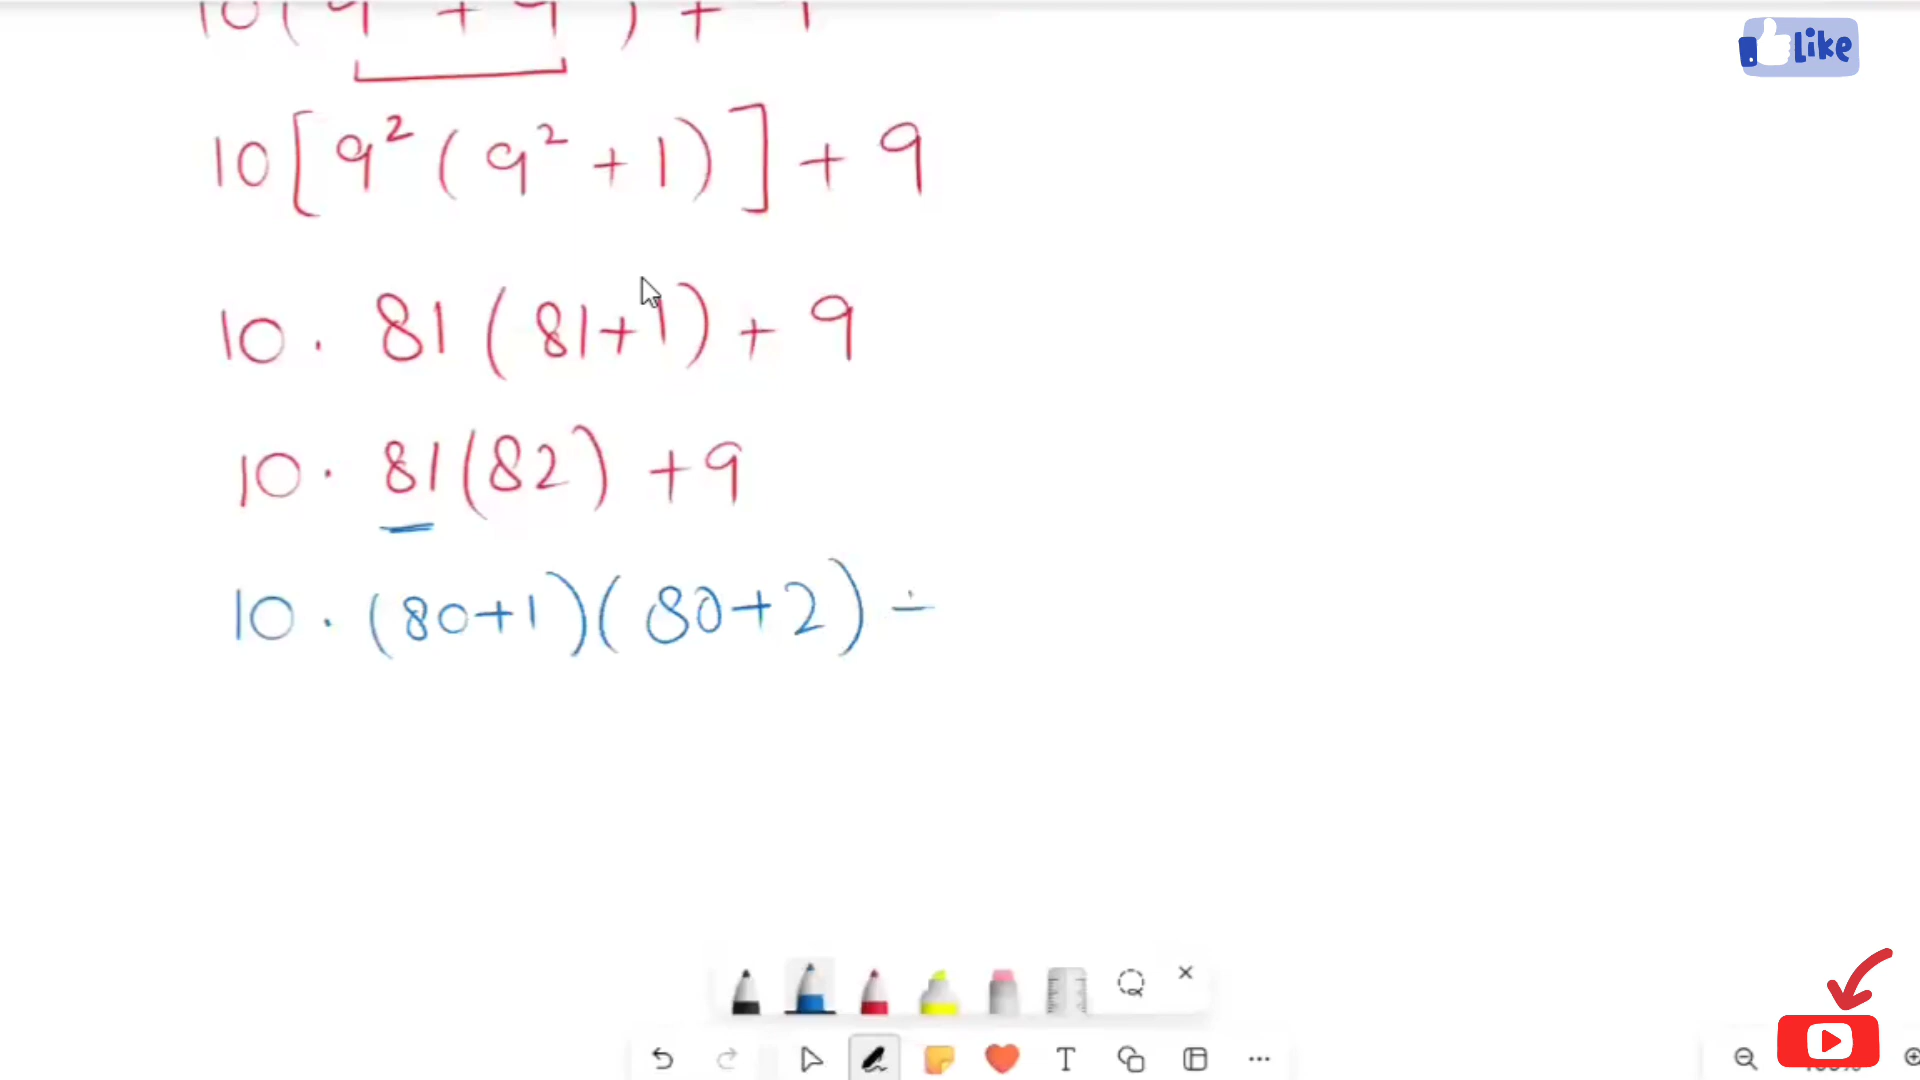 Like
10[9²(9²+1)]+9
10 · 81(81+1)+9
10 · 81(82)+9
10 · (80+1)(80+2)
T